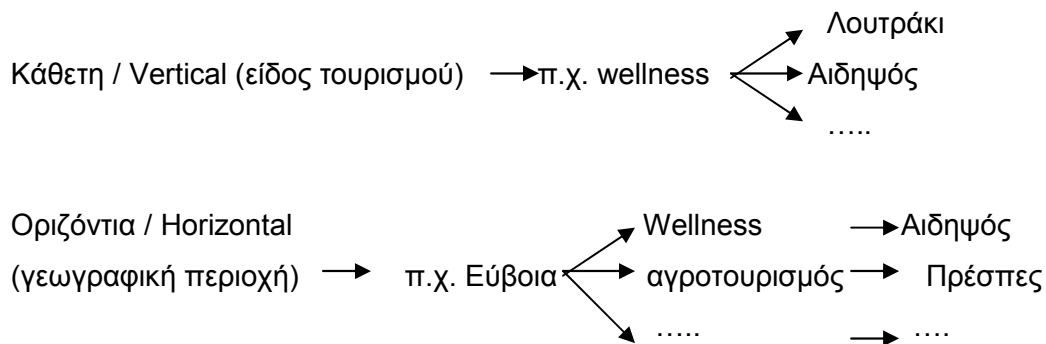 Λουτράκι
Κάθετη / Vertical (είδος τουρισμού) π.χ. wellness Αιδηψός
…..
Οριζόντια / Horizontal Wellness Αιδηψός
(γεωγραφική περιοχή) π.χ. Εύβοια αγροτουρισμός Πρέσπες
….. ….